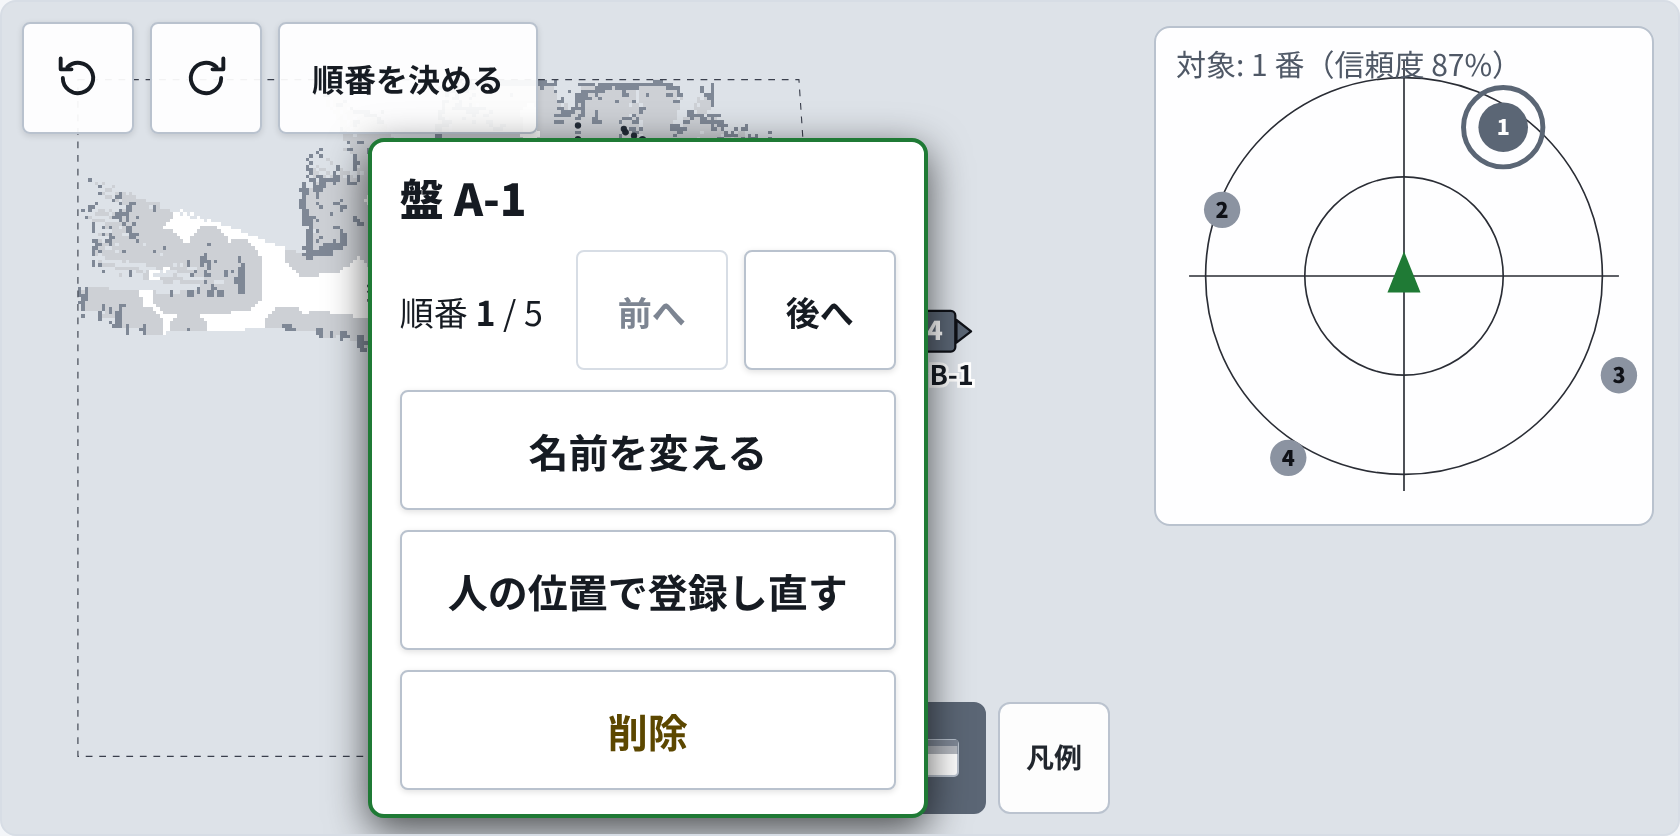 順番を決める
対象: 1 番（信頼度 87%）
1
2
3
4
盤 A-1
順番 1 / 5
前へ
後へ
名前を変える
人の位置で登録し直す
削除
4
B-1
凡例